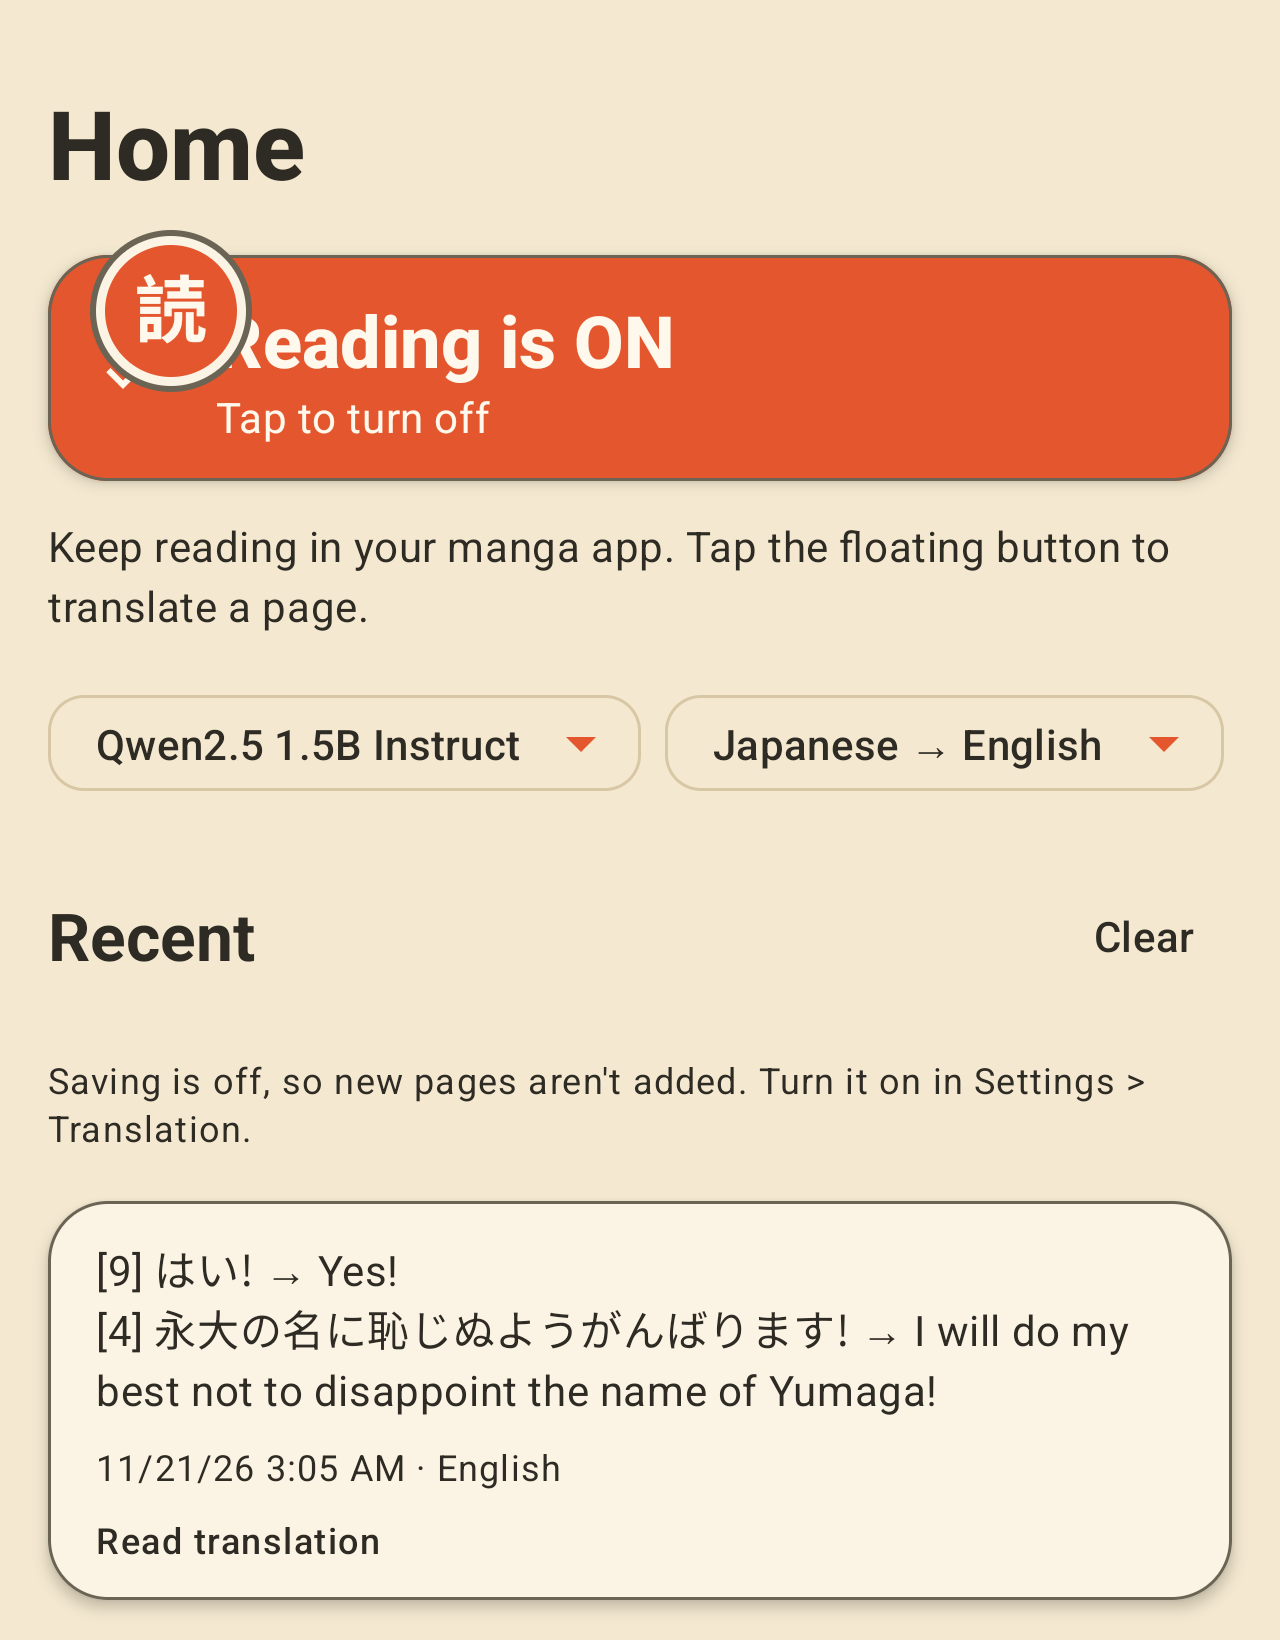 Home
読
Reading is ON
Tap to turn off
Keep reading in your manga app. Tap the floating button to
translate a page.
Qwen2.5 1.5B Instruct
Japanese → English
Recent
Clear
Saving is off, so new pages aren't added. Turn it on in Settings >
Translation.
[9] はい! → Yes!
[4] 永大の名に恥じぬようがんばります! → I will do my
best not to disappoint the name of Yumaga!
11/21/26 3:05 AM · English
Read translation